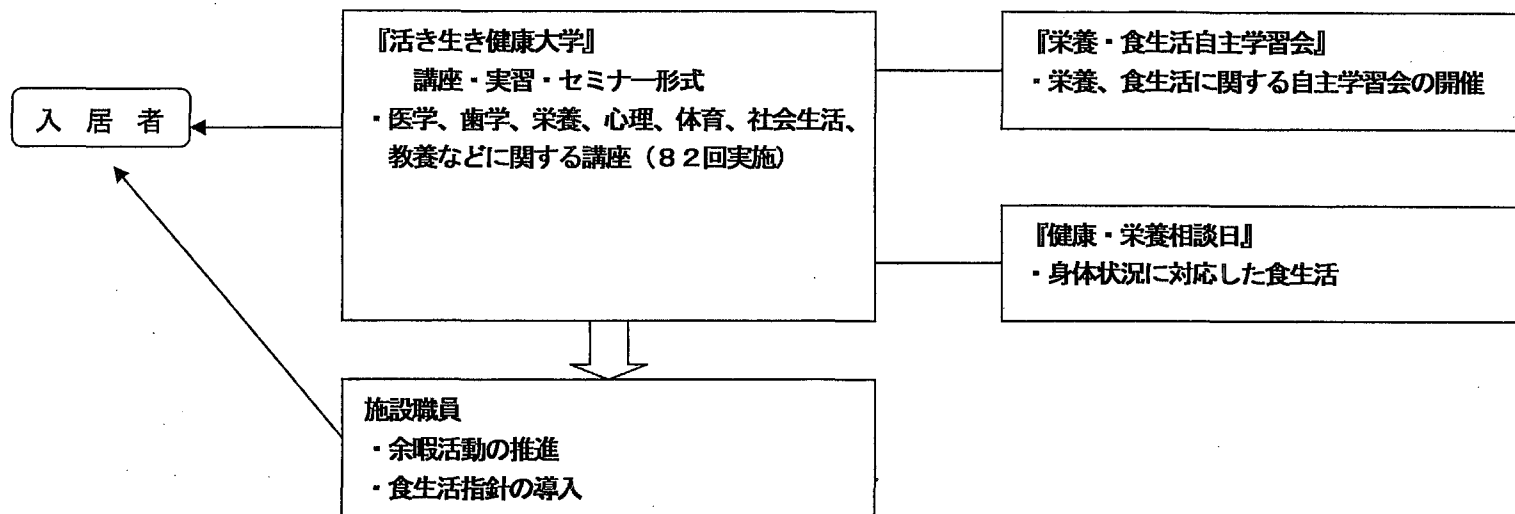 入居者
『活き生き健康大学』
講座・実習・セミナー形式
・医学、歯学、栄養、心理、体育、社会生活、
教養などに関する講座（８２回実施）
『栄養・食生活自主学習会』
・栄養、食生活に関する自主学習会の開催
『健康・栄養相談日』
・身体状況に対応した食生活
施設職員
・余暇活動の推進
・食生活指針の導入